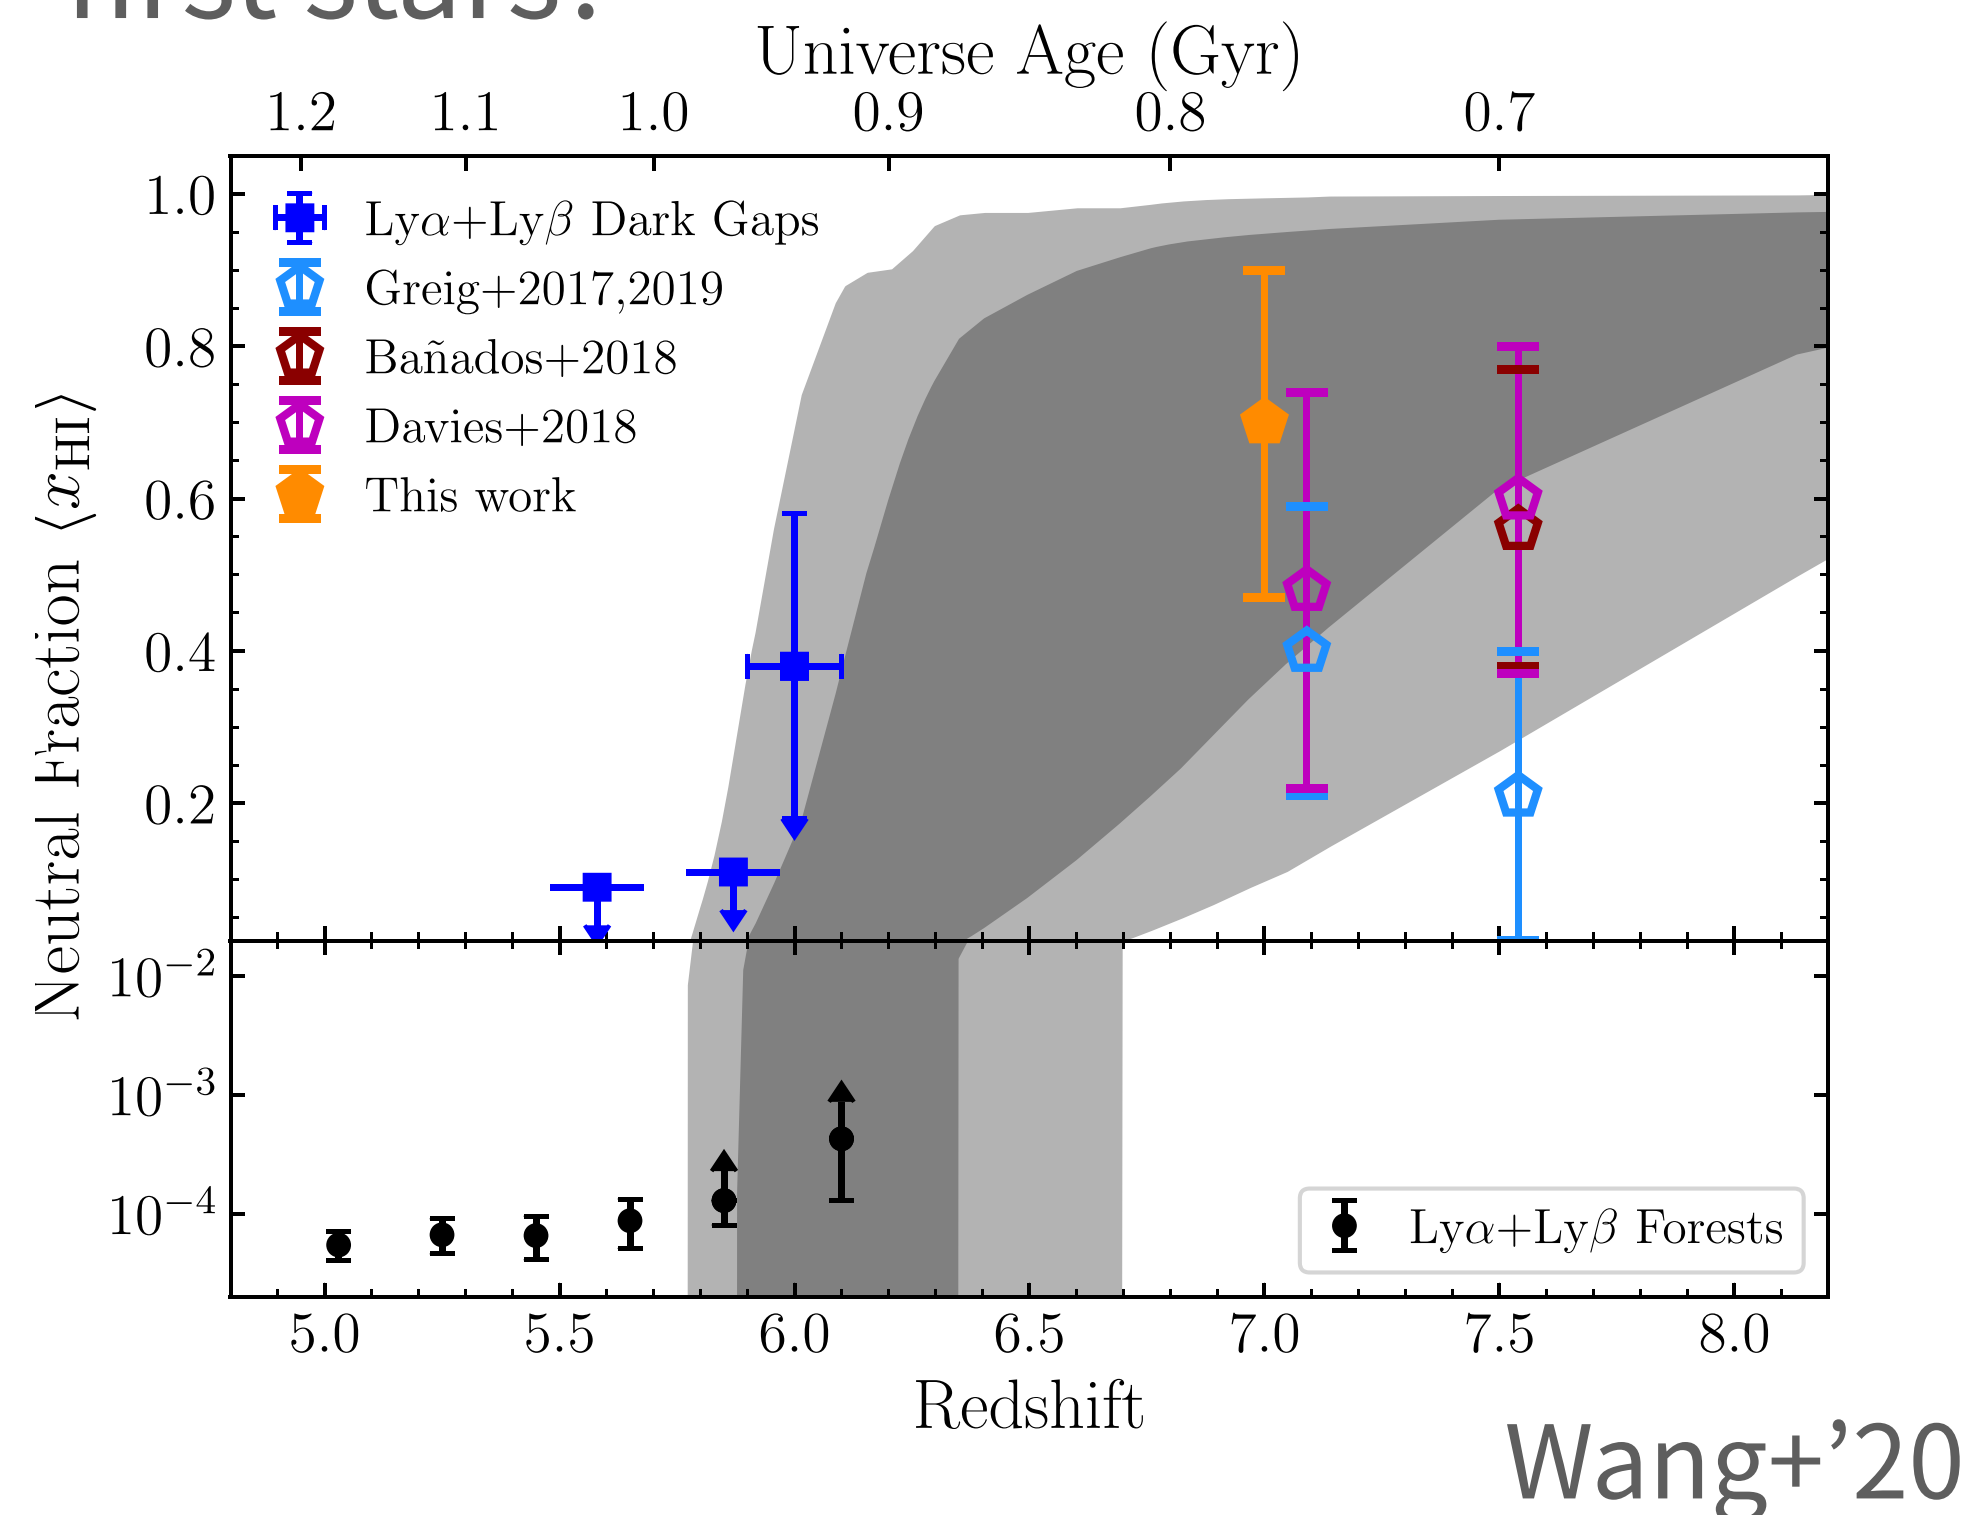 first stars?
Universe Age (Gyr)
1.2 1.1 1.0 0.9 0.8 0.7
Neutral Fraction ⟨x_HI⟩
1.0
0.8
0.6
0.4
0.2
10⁻²
10⁻³
10⁻⁴
Lyα+Lyβ Dark Gaps
Greig+2017,2019
Bañados+2018
Davies+2018
This work
Lyα+Lyβ Forests
5.0 5.5 6.0 6.5 7.0 7.5 8.0
Redshift
Wang+’20